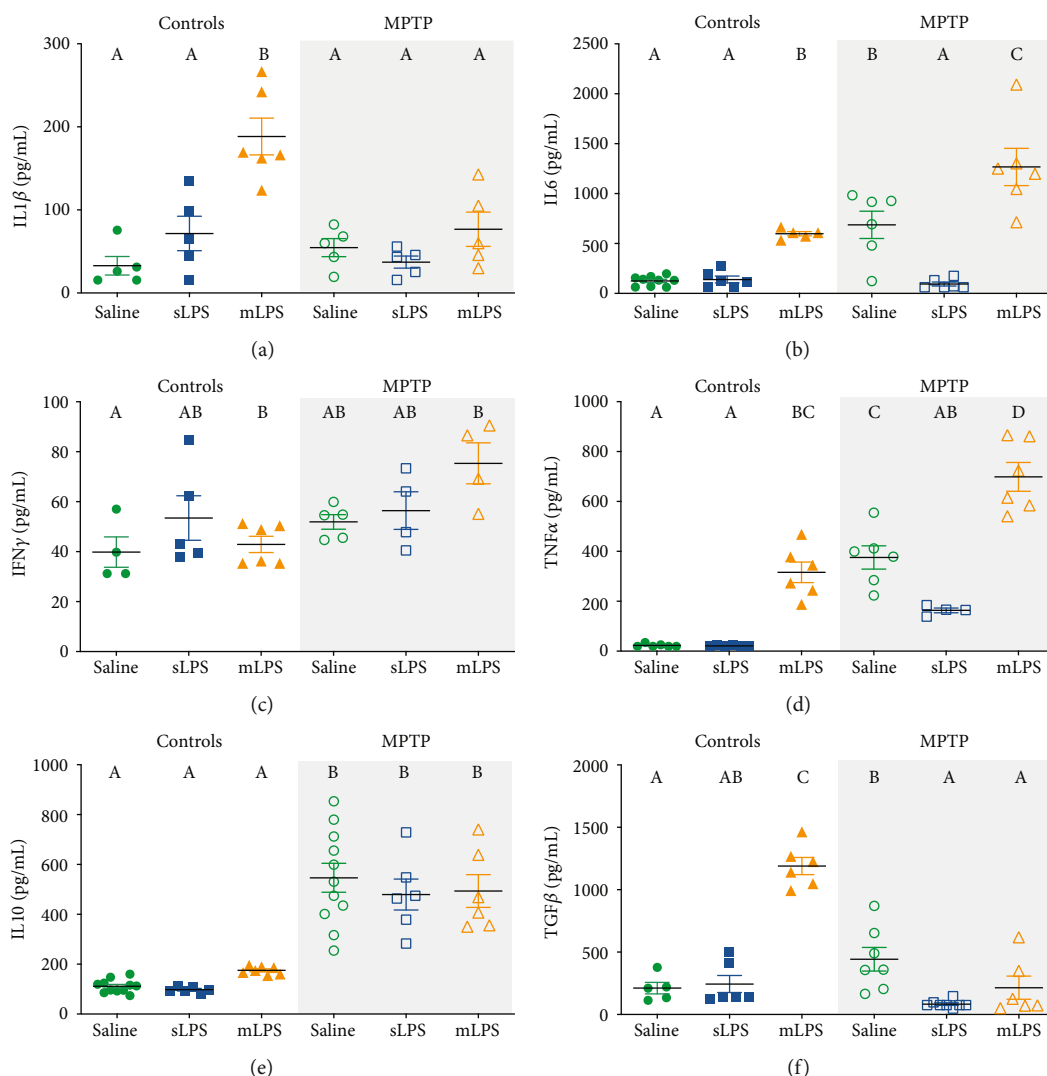 Controls MPTP
A A B A A A
300
200
100
0
IL1β (pg/mL)
Saline sLPS mLPS Saline sLPS mLPS
(a)
Controls MPTP
A A B B A C
2500
2000
1500
1000
500
0
IL6 (pg/mL)
Saline sLPS mLPS Saline sLPS mLPS
(b)
Controls MPTP
A AB B AB AB B
100
80
60
40
20
0
IFNγ (pg/mL)
Saline sLPS mLPS Saline sLPS mLPS
(c)
Controls MPTP
A A BC C AB D
1000
800
600
400
200
0
TNFα (pg/mL)
Saline sLPS mLPS Saline sLPS mLPS
(d)
Controls MPTP
A A A B B B
1000
800
600
400
200
0
IL10 (pg/mL)
Saline sLPS mLPS Saline sLPS mLPS
(e)
Controls MPTP
A AB C B A A
2000
1500
1000
500
0
TGFβ (pg/mL)
Saline sLPS mLPS Saline sLPS mLPS
(f)